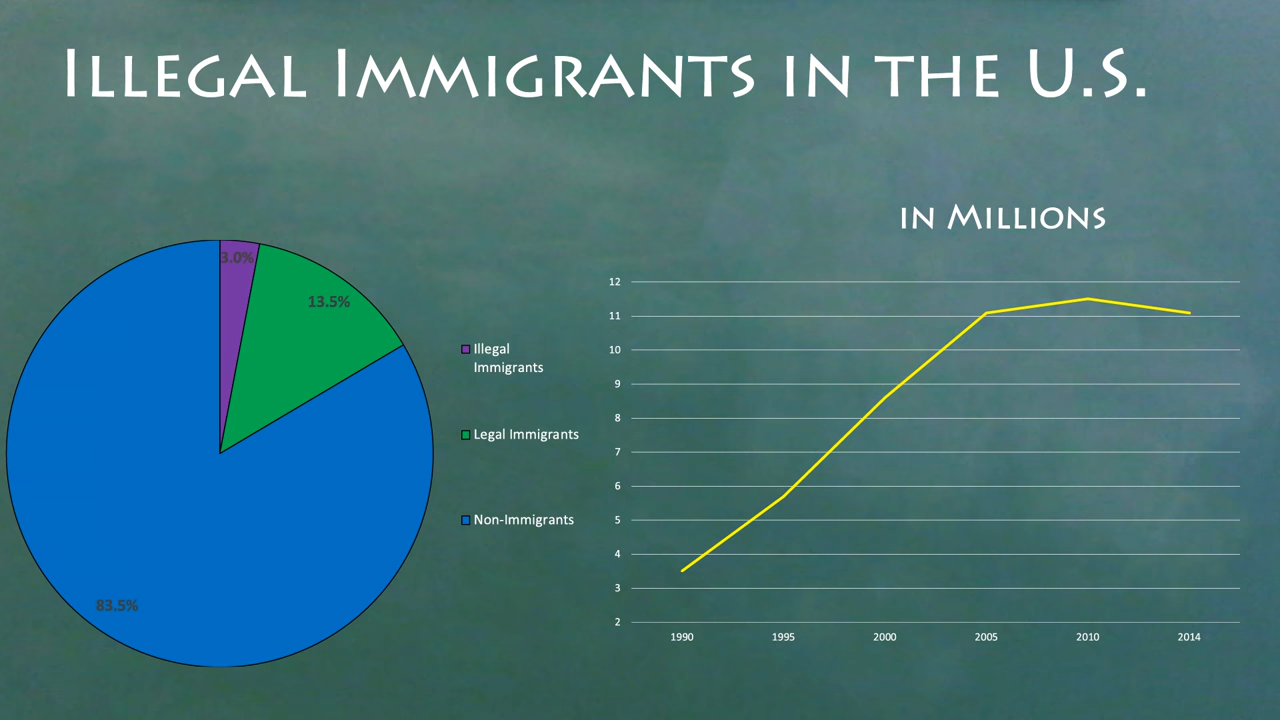 ILLEGAL IMMIGRANTS IN THE U.S.
IN MILLIONS
3.0%
13.5%
83.5%
Illegal
Immigrants
Legal Immigrants
Non-Immigrants
12
11
10
9
8
7
6
5
4
3
2
1990 1995 2000 2005 2010 2014